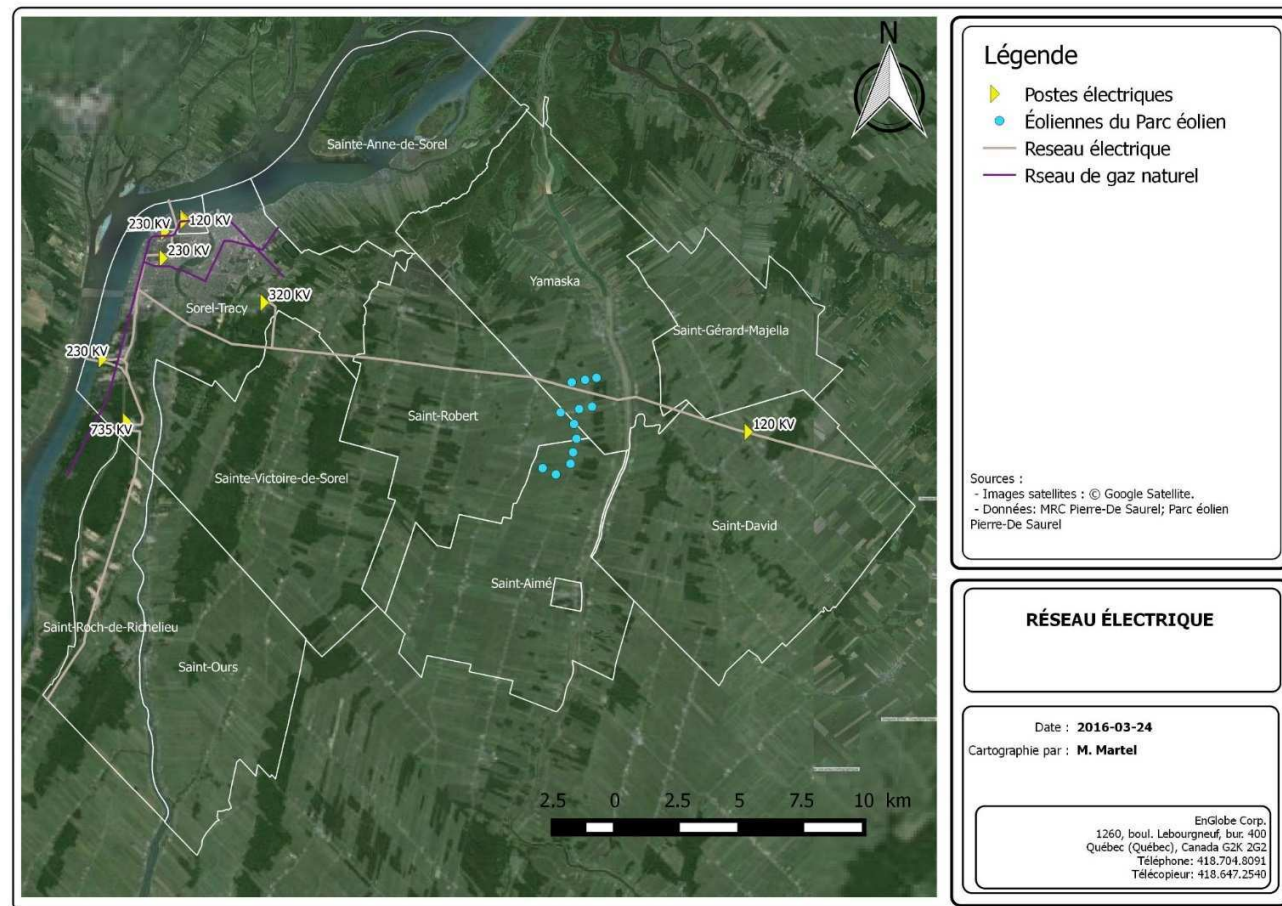 N
Sainte-Anne-de-Sorel
230 KV
120 KV
230 KV
Yamaska
320 KV
Sorel-Tracy
Saint-Gérard-Majella
230 KV
Saint-Robert
735 KV
120 KV
Sainte-Victoire-de-Sorel
Saint-David
Saint-Aimé
Saint-Roch-de-Richelieu
Saint-Ours
2.5 0 2.5 5 7.5 10 km
Légende
Postes électriques
Éoliennes du Parc éolien
Reseau électrique
Rseau de gaz naturel
Sources :
- Images satellites : © Google Satellite.
- Données: MRC Pierre-De Saurel; Parc éolien
Pierre-De Saurel
RÉSEAU ÉLECTRIQUE
Date : 2016-03-24
Cartographie par : M. Martel
EnGlobe Corp.
1260, boul. Lebourgneuf, bur. 400
Québec (Québec), Canada G2K 2G2
Téléphone: 418.704.8091
Télécopieur: 418.647.2540